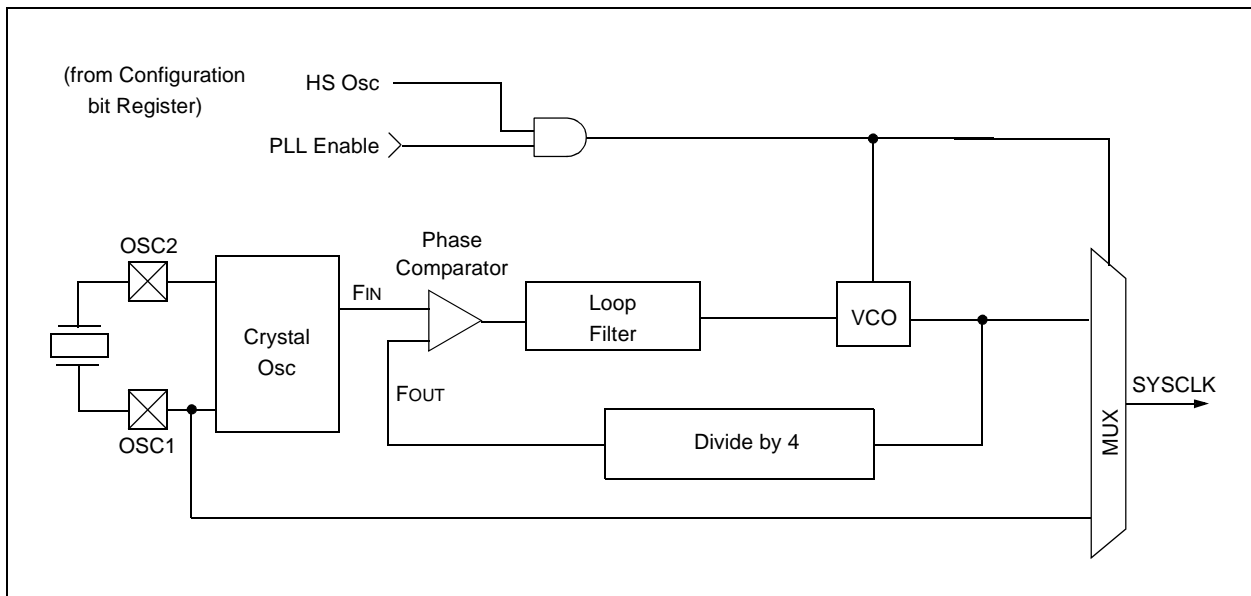 (from Configuration
bit Register)
HS Osc
PLL Enable
OSC2
Crystal
Osc
OSC1
FIN
Phase
Comparator
FOUT
Loop
Filter
VCO
Divide by 4
MUX
SYSCLK